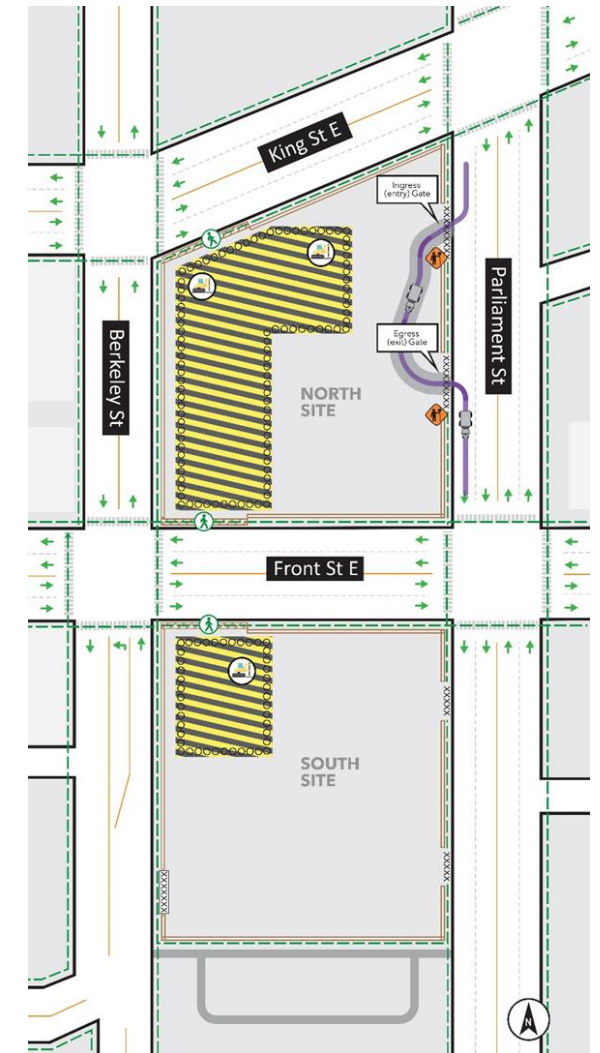 King St E
Ingress
(entry) Gate
Parliament St
Berkeley St
Egress
(exit) Gate
NORTH
SITE
Front St E
SOUTH
SITE
N